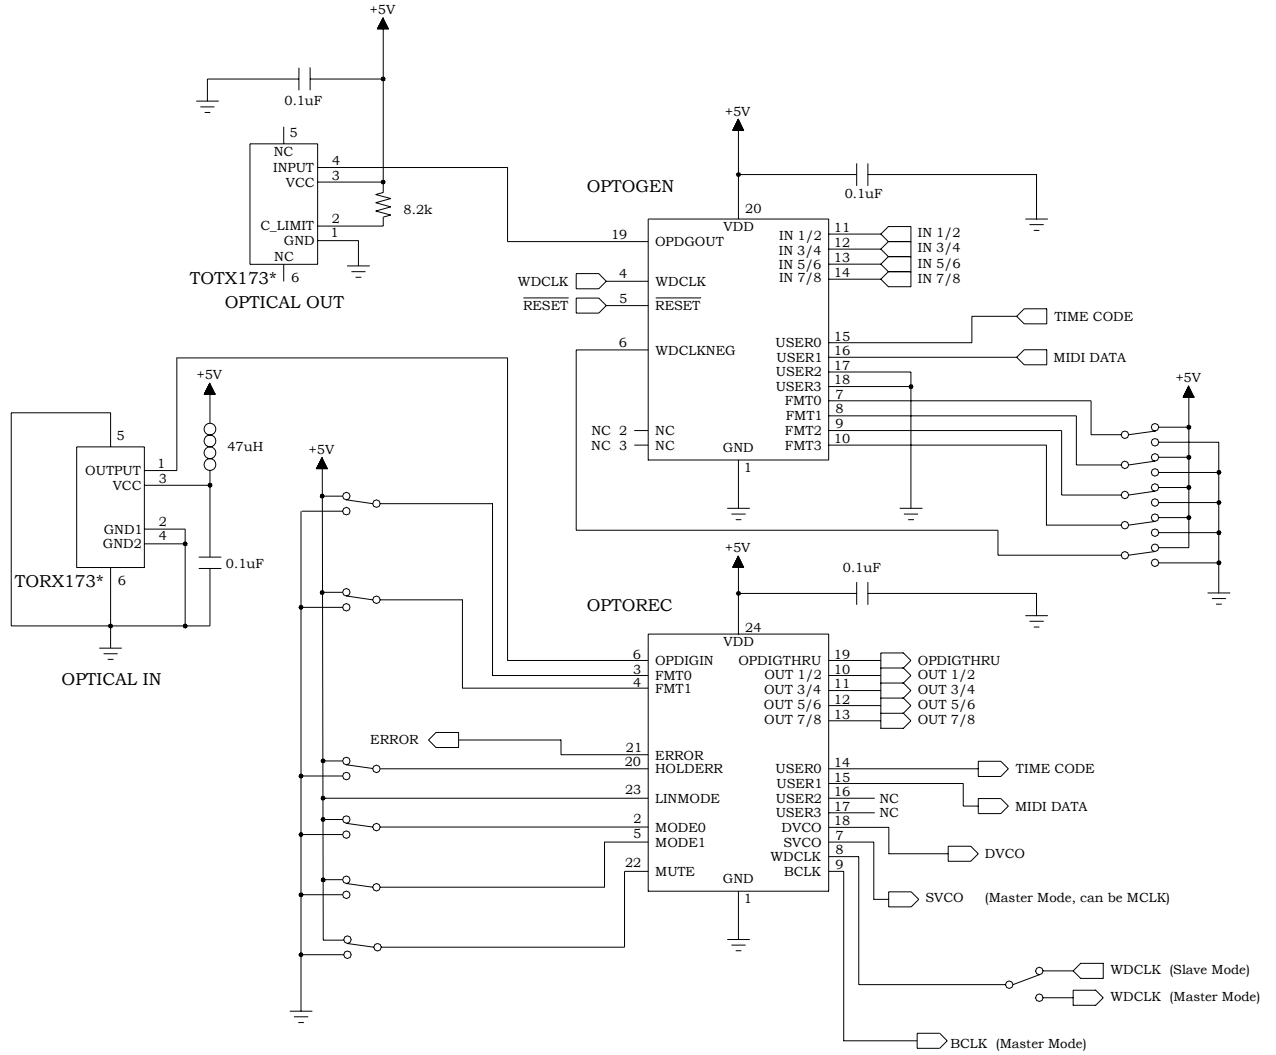 +5V
0.1uF
5
NC
INPUT 4
VCC 3
8.2k
C_LIMIT 2
GND 1
NC
6
TOTX173*
OPTICAL OUT
+5V
0.1uF
OPTOGEN
20
VDD
19 OPDGOUT
WDCLK 4 WDCLK
RESET 5 RESET
6 WDCLKNEG
NC 2 NC
NC 3 NC
GND
1
IN 1/2 11 IN 1/2
IN 3/4 12 IN 3/4
IN 5/6 13 IN 5/6
IN 7/8 14 IN 7/8
USER0 15 TIME CODE
USER1 16 MIDI DATA
USER2 17
USER3 18
FMT0 7
FMT1 8
FMT2 9
FMT3 10
+5V
+5V
47uH
5
OUTPUT 1
VCC 3
GND1 2
GND2 4
0.1uF
TORX173* 6
OPTICAL IN
+5V
+5V
0.1uF
OPTOREC
24
VDD
6 OPDIGIN
3 FMT0
4 FMT1
ERROR 21 ERROR
20 HOLDERR
23 LINMODE
2 MODE0
5 MODE1
22 MUTE
GND
1
OPDIGTHRU 19 OPDIGTHRU
OUT 1/2 10 OUT 1/2
OUT 3/4 11 OUT 3/4
OUT 5/6 12 OUT 5/6
OUT 7/8 13 OUT 7/8
USER0 14 TIME CODE
USER1 15 MIDI DATA
USER2 16 NC
USER3 17 NC
DVCO 18 DVCO
SVCO 7 SVCO (Master Mode, can be MCLK)
WDCLK 8
BCLK 9
WDCLK (Slave Mode)
WDCLK (Master Mode)
BCLK (Master Mode)